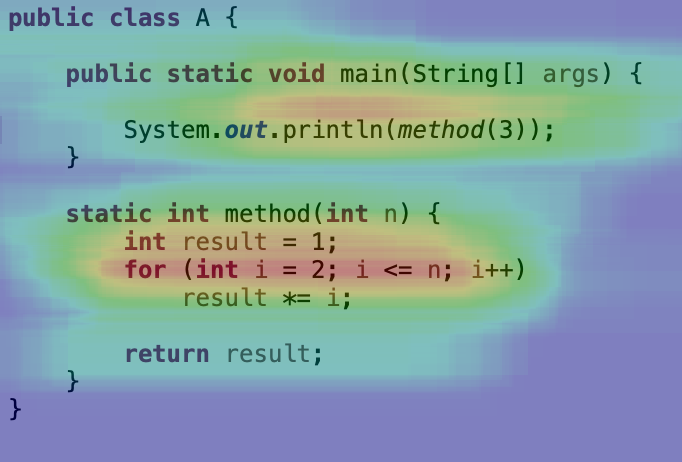 public class A {
public static void main(String[] args) {
System.out.println(method(3));
}
static int method(int n) {
int result = 1;
for (int i = 2; i <= n; i++)
result *= i;
return result;
}
}